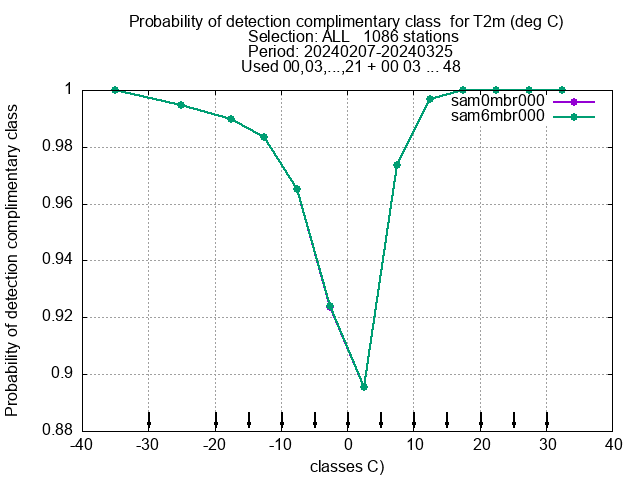 Probability of detection complimentary class  for T2m (deg C)
Selection: ALL   1086 stations
Period: 20240207-20240325
Used 00,03,...,21 + 00 03 ... 48
sam0mbr000
sam6mbr000
Probability of detection complimentary class
1
0.98
0.96
0.94
0.92
0.9
0.88
-40 -30 -20 -10 0 10 20 30 40
classes C)